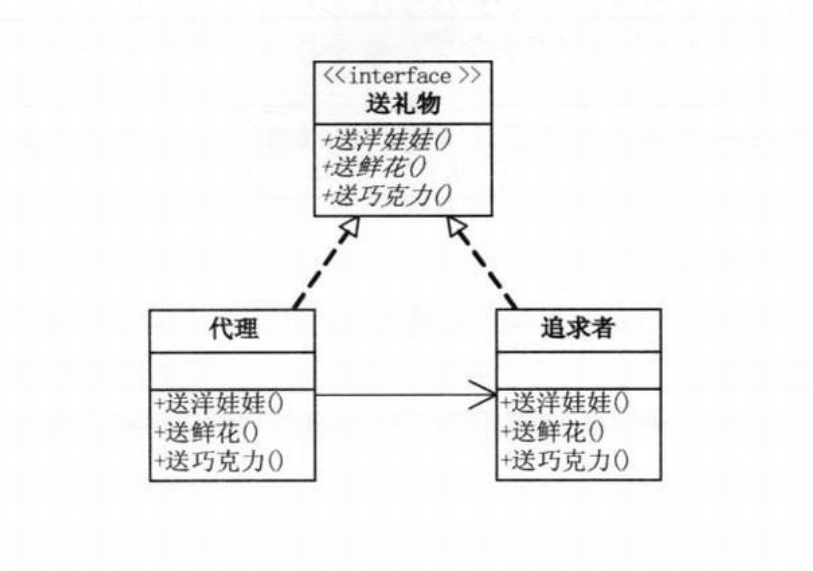 <<interface>>
送礼物
+送洋娃娃()
+送鲜花()
+送巧克力()
代理
+送洋娃娃()
+送鲜花()
+送巧克力()
追求者
+送洋娃娃()
+送鲜花()
+送巧克力()